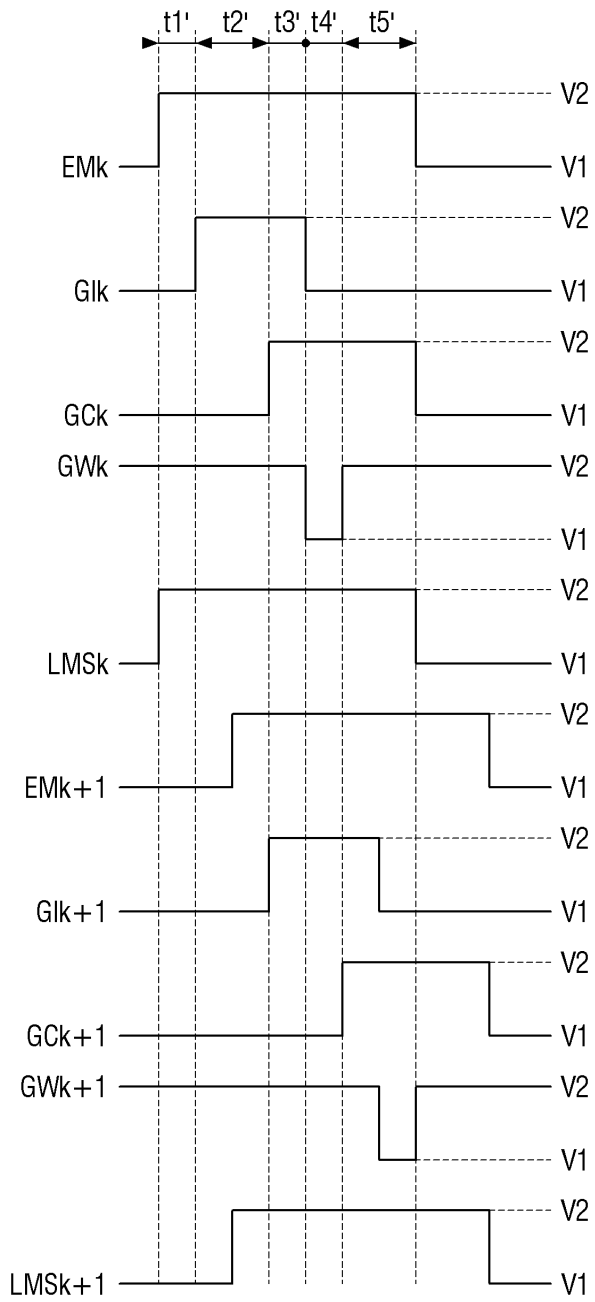 t1' t2' t3' t4' t5'
V2
EMk V1
V2
GIk V1
V2
GCk V1
GWk V2
V1
V2
LMSk V1
V2
EMk+1 V1
V2
GIk+1 V1
V2
GCk+1 V1
GWk+1 V2
V1
V2
LMSk+1 V1